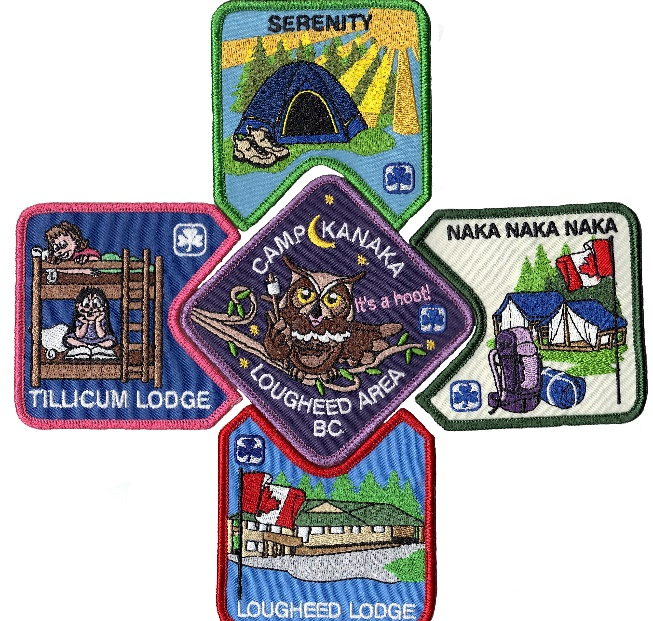 SERENITY
NAKA NAKA NAKA
CAMP KANAKA
It's a hoot!
TILLICUM LODGE
LOUGHEED AREA
BC
LOUGHEED LODGE